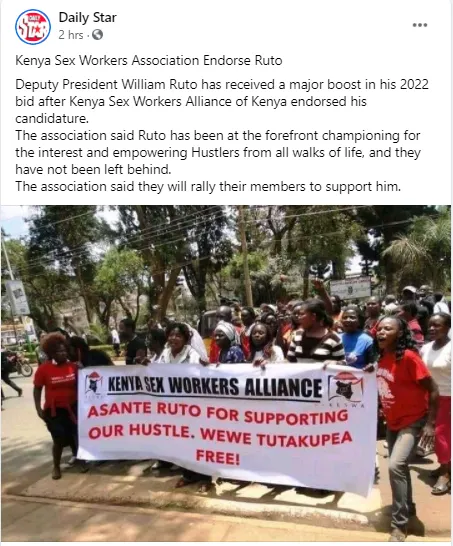 DAILY
STAR
Daily Star
2 hrs ·
Kenya Sex Workers Association Endorse Ruto
Deputy President William Ruto has received a major boost in his 2022
bid after Kenya Sex Workers Alliance of Kenya endorsed his
candidature.
The association said Ruto has been at the forefront championing for
the interest and empowering Hustlers from all walks of life, and they
have not been left behind.
The association said they will rally their members to support him.
KENYA SEX WORKERS ALLIANCE
KESWA
ASANTE RUTO FOR SUPPORTING
OUR HUSTLE. WEWE TUTAKUPEA
FREE!